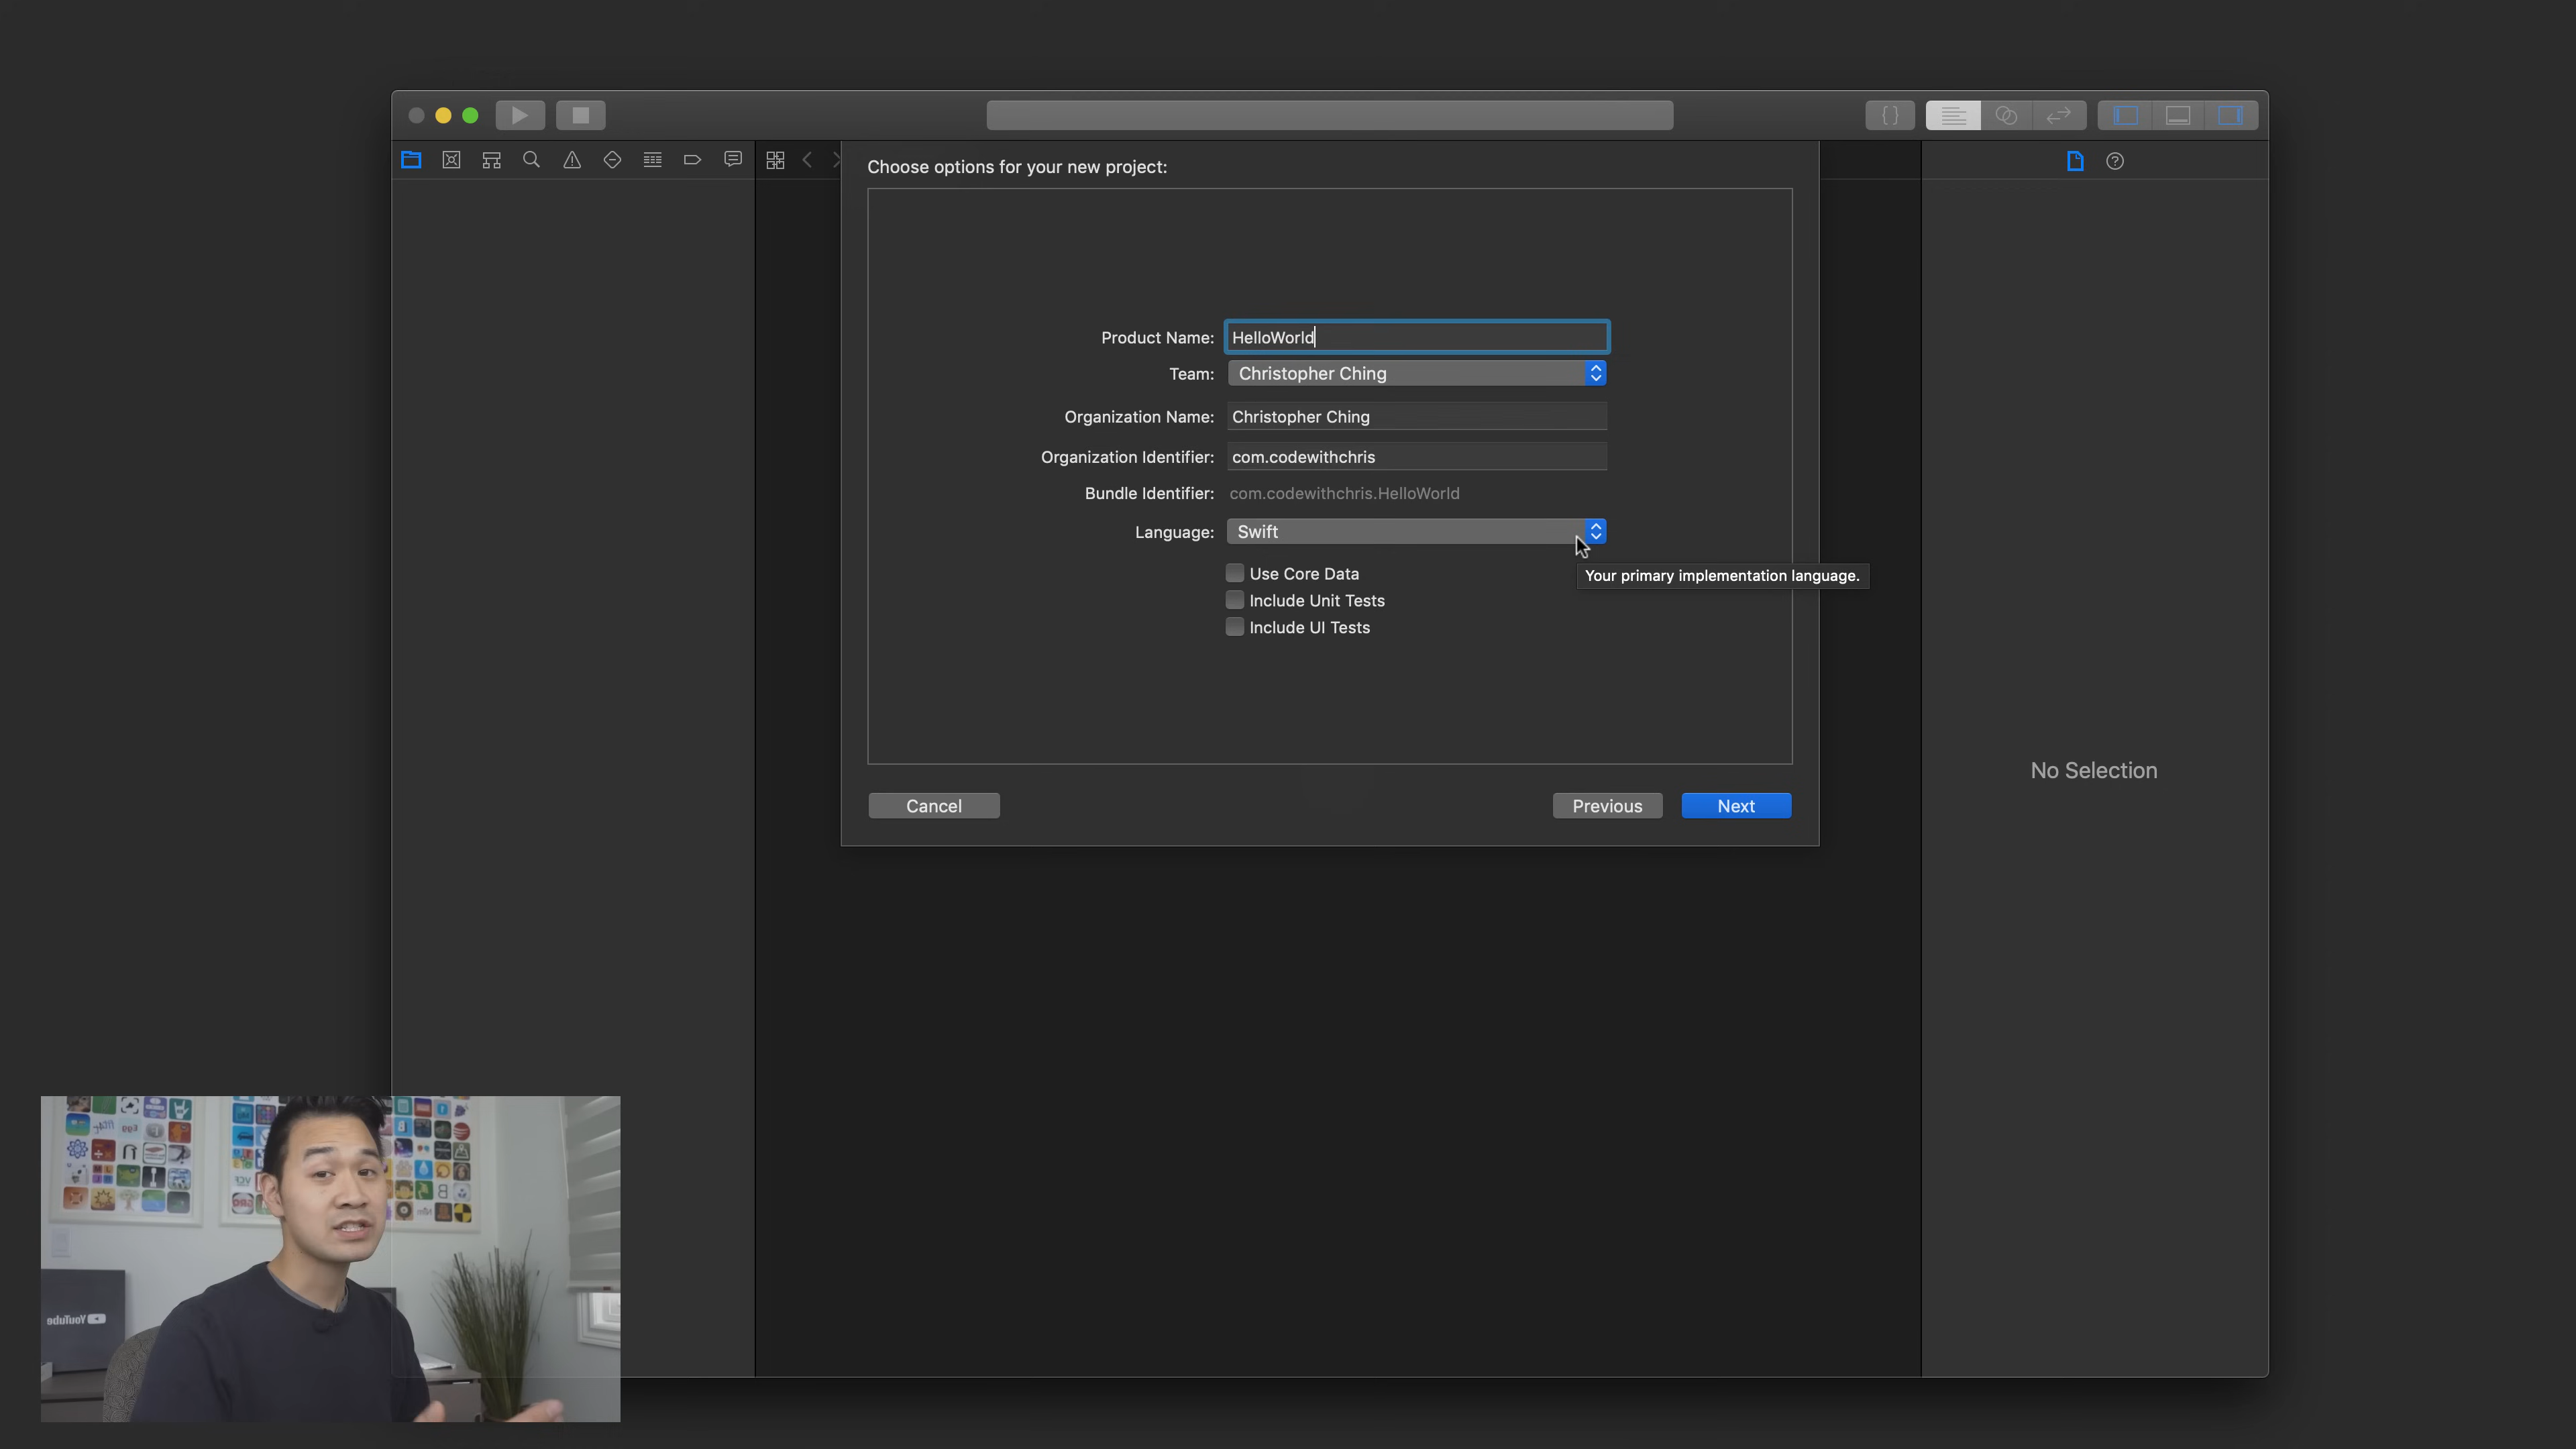 Choose options for your new project:
Product Name: HelloWorld
Team: Christopher Ching
Organization Name: Christopher Ching
Organization Identifier: com.codewithchris
Bundle Identifier: com.codewithchris.HelloWorld
Language: Swift
Your primary implementation language.
Use Core Data
Include Unit Tests
Include UI Tests
No Selection
Cancel
Previous
Next
YouTube